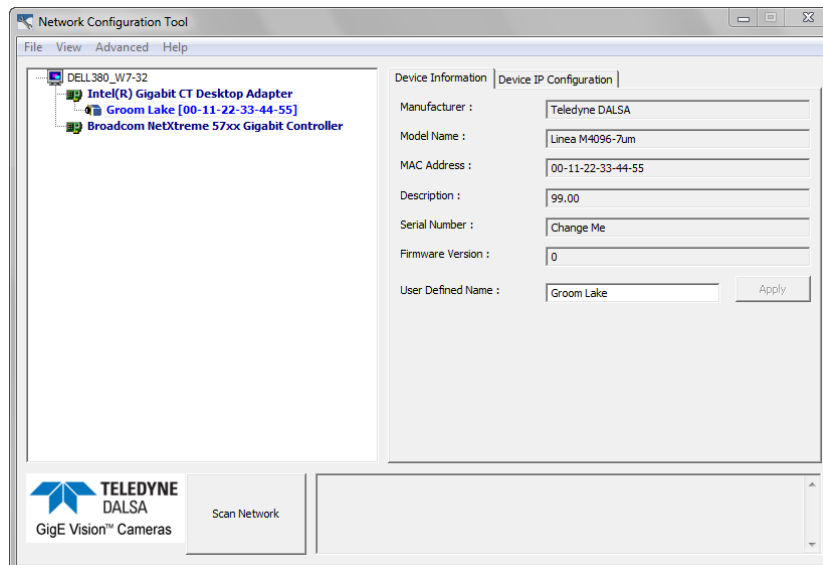 Network Configuration Tool
File View Advanced Help
DELL380_W7-32
Intel(R) Gigabit CT Desktop Adapter
Groom Lake [00-11-22-33-44-55]
Broadcom NetXtreme 57xx Gigabit Controller
Device Information Device IP Configuration
Manufacturer : Teledyne DALSA
Model Name : Linea M4096-7um
MAC Address : 00-11-22-33-44-55
Description : 99.00
Serial Number : Change Me
Firmware Version : 0
User Defined Name : Groom Lake Apply
TELEDYNE
DALSA
GigE Vision™ Cameras
Scan Network